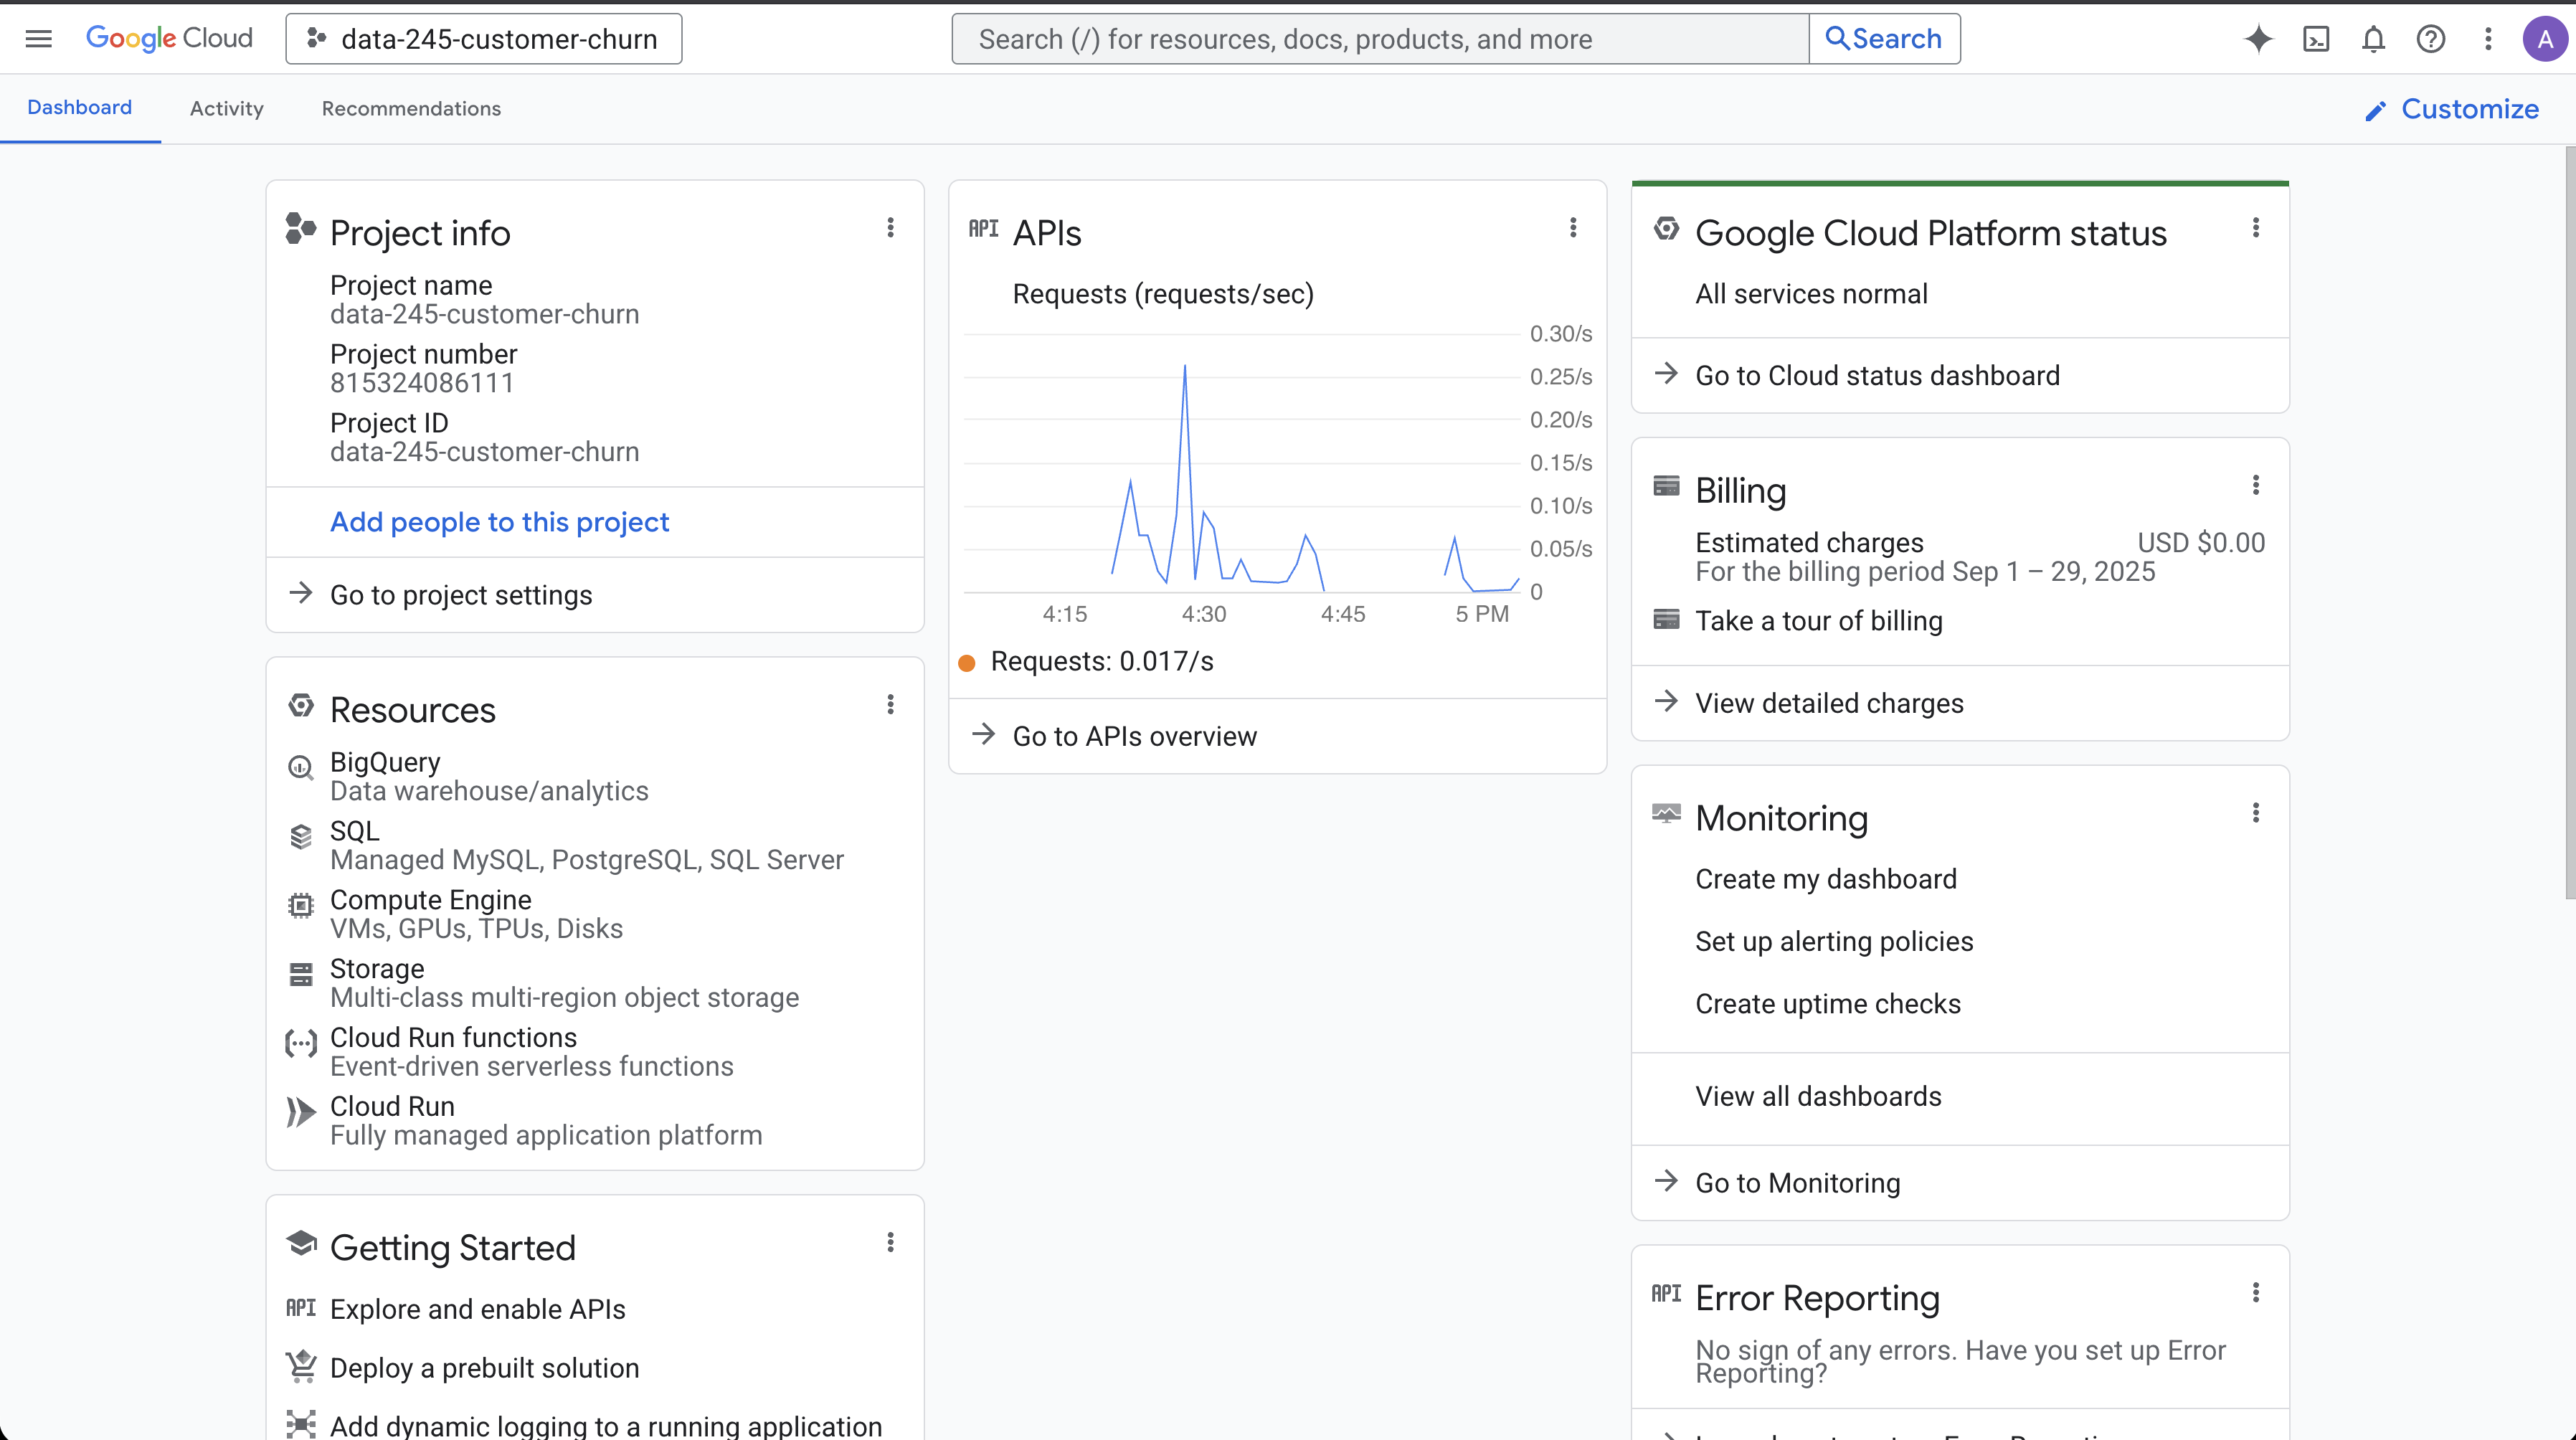 Google Cloud
data-245-customer-churn
Search (/) for resources, docs, products, and more
Search
A
Dashboard
Activity
Recommendations
Customize
Project info
Project name
data-245-customer-churn
Project number
815324086111
Project ID
data-245-customer-churn
Add people to this project
Go to project settings
Resources
BigQuery
Data warehouse/analytics
SQL
Managed MySQL, PostgreSQL, SQL Server
Compute Engine
VMs, GPUs, TPUs, Disks
Storage
Multi-class multi-region object storage
Cloud Run functions
Event-driven serverless functions
Cloud Run
Fully managed application platform
Getting Started
API Explore and enable APIs
Deploy a prebuilt solution
Add dynamic logging to a running application
API APIs
Requests (requests/sec)
0.30/s
0.25/s
0.20/s
0.15/s
0.10/s
0.05/s
0
4:15 4:30 4:45 5 PM
Requests: 0.017/s
Go to APIs overview
Google Cloud Platform status
All services normal
Go to Cloud status dashboard
Billing
Estimated charges USD $0.00
For the billing period Sep 1 – 29, 2025
Take a tour of billing
View detailed charges
Monitoring
Create my dashboard
Set up alerting policies
Create uptime checks
View all dashboards
Go to Monitoring
API Error Reporting
No sign of any errors. Have you set up Error
Reporting?